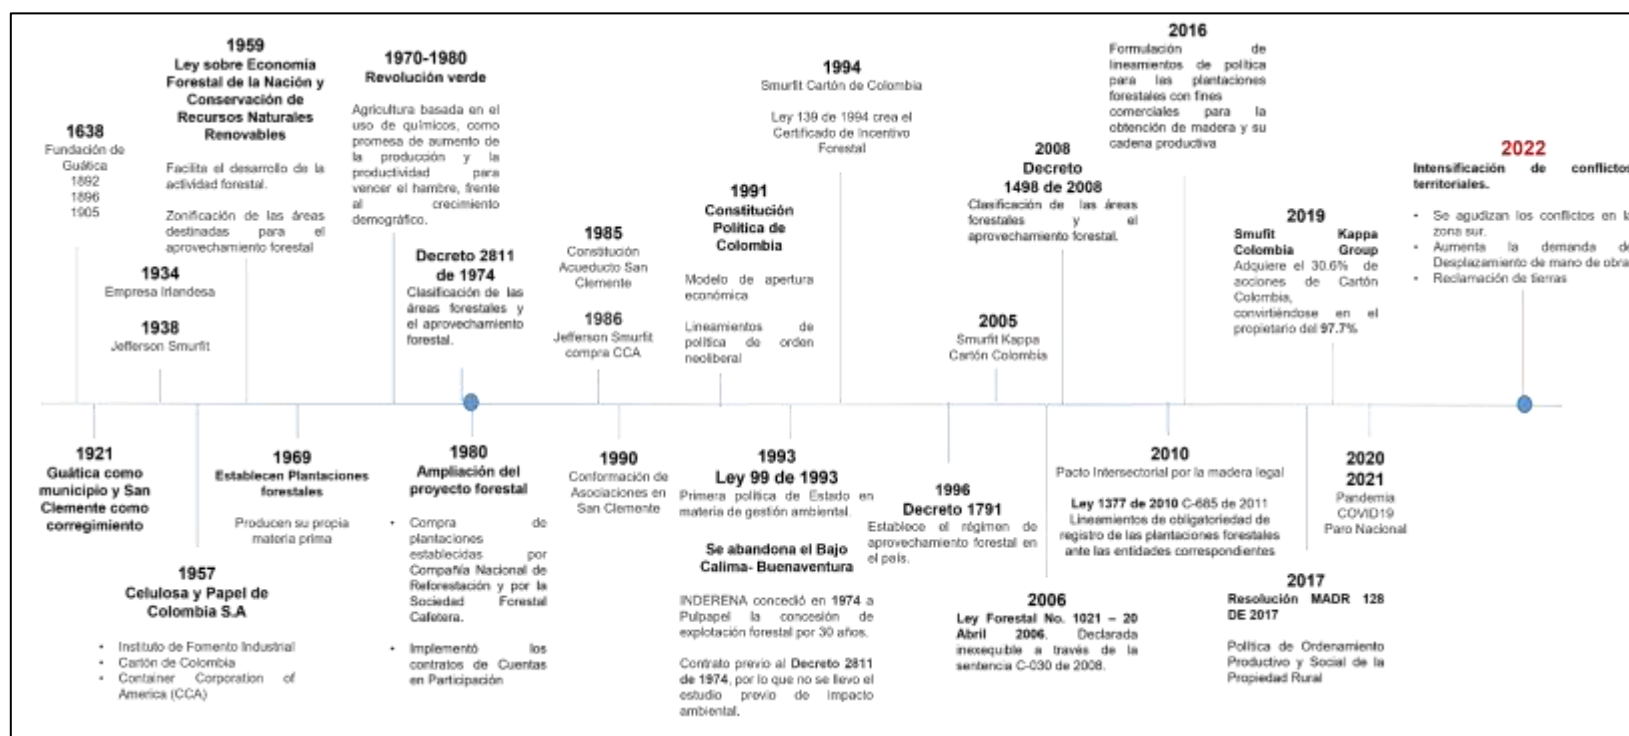 1638
Fundación de
Guática
1892
1896
1905
1934
Empresa Irlandesa
1938
Jefferson Smurfit
1959
Ley sobre Economía
Forestal de la Nación y
Conservación de
Recursos Naturales
Renovables
Facilita el desarrollo de la
actividad forestal.
Zonificación de las áreas
destinadas para el
aprovechamiento forestal
1970-1980
Revolución verde
Agricultura basada en el
uso de químicos, como
promesa de aumento de
la producción y la
productividad para
vencer el hambre, frente
al crecimiento
demográfico.
Decreto 2811
de 1974
Clasificación de las
áreas forestales y
el aprovechamiento
forestal.
1985
Constitución
Acueducto San
Clemente
1986
Jefferson Smurfit
compra CCA
1991
Constitución
Política de
Colombia
Modelo de apertura
económica
Lineamientos de
política de orden
neoliberal
1994
Smurfit Cartón de Colombia
Ley 139 de 1994 crea el
Certificado de Incentivo
Forestal
2005
Smurfit Kappa
Cartón Colombia
2008
Decreto
1498 de 2008
Clasificación de las áreas
forestales y el
aprovechamiento forestal.
2016
Formulación de
lineamientos de política
para las plantaciones
forestales con fines
comerciales para la
obtención de madera y su
cadena productiva
2019
Smufit Kappa
Colombia Group
Adquiere el 30.6% de
acciones de Cartón
Colombia,
convirtiéndose en el
propietario del 97.7%
2022
Intensificación de conflictos
territoriales.
• Se agudizan los conflictos en la
zona sur.
• Aumenta la demanda de
Desplazamiento de mano de obra
• Reclamación de tierras
1921
Guática como
municipio y San
Clemente como
corregimiento
1957
Celulosa y Papel de
Colombia S.A
• Instituto de Fomento Industrial
• Cartón de Colombia
• Container Corporation of
America (CCA)
1969
Establecen Plantaciones
forestales
Producen su propia
materia prima
1980
Ampliación del
proyecto forestal
• Compra de
plantaciones
establecidas por
Compañía Nacional de
Reforestación y por la
Sociedad Forestal
Cafetera.
• Implementó los
contratos de Cuentas
en Participación
1990
Conformación de
Asociaciones en
San Clemente
1993
Ley 99 de 1993
Primera política de Estado en
materia de gestión ambiental.
Se abandona el Bajo
Calima- Buenaventura
INDERENA concedió en 1974 a
Pulpapel la concesión de
explotación forestal por 30 años.
Contrato previo al Decreto 2811
de 1974, por lo que no se llevo el
estudio previo de impacto
ambiental.
1996
Decreto 1791
Establece el régimen de
aprovechamiento forestal en
el país.
2006
Ley Forestal No. 1021 – 20
Abril 2006. Declarada
inexequible a través de la
sentencia C-030 de 2008.
2010
Pacto Intersectorial por la madera legal
Ley 1377 de 2010 C-685 de 2011
Lineamientos de obligatoriedad de
registro de las plantaciones forestales
ante las entidades correspondientes
2017
Resolución MADR 128
DE 2017
Política de Ordenamiento
Productivo y Social de la
Propiedad Rural
2020
2021
Pandemia
COVID19
Paro Nacional